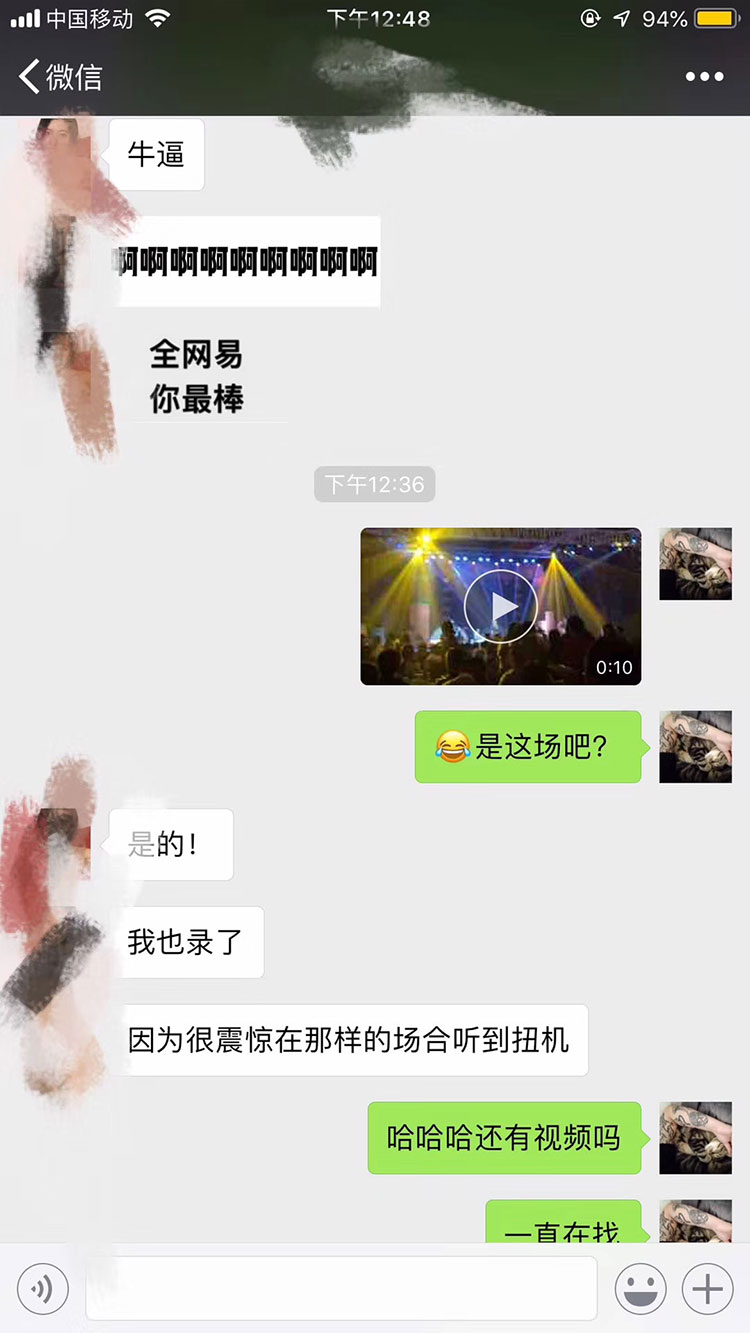 中国移动
下午12:48
94%
微信
牛逼
啊啊啊啊啊啊啊啊啊
全网易
你最棒
下午12:36
0:10
😂是这场吧?
是的!
我也录了
因为很震惊在那样的场合听到扭机
哈哈哈还有视频吗
一直在找